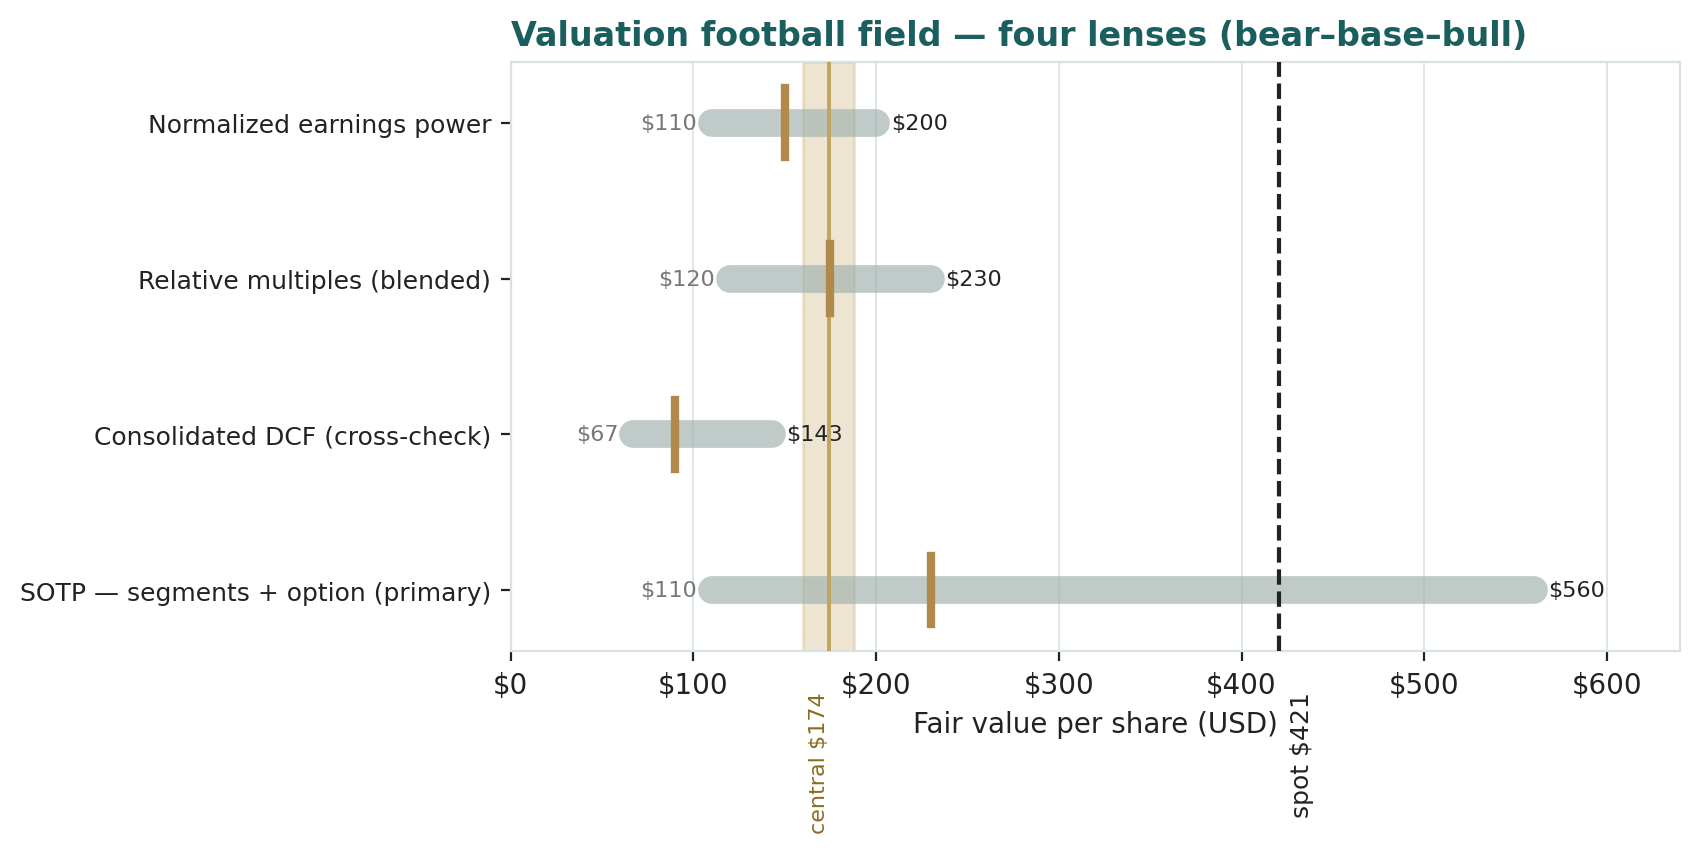 Valuation football field — four lenses (bear–base–bull)
Normalized earnings power
$110
$200
Relative multiples (blended)
$120
$230
Consolidated DCF (cross-check)
$67
$143
SOTP — segments + option (primary)
$110
$560
$0
$100
$200
$300
$400
$500
$600
Fair value per share (USD)
central $174
spot $421